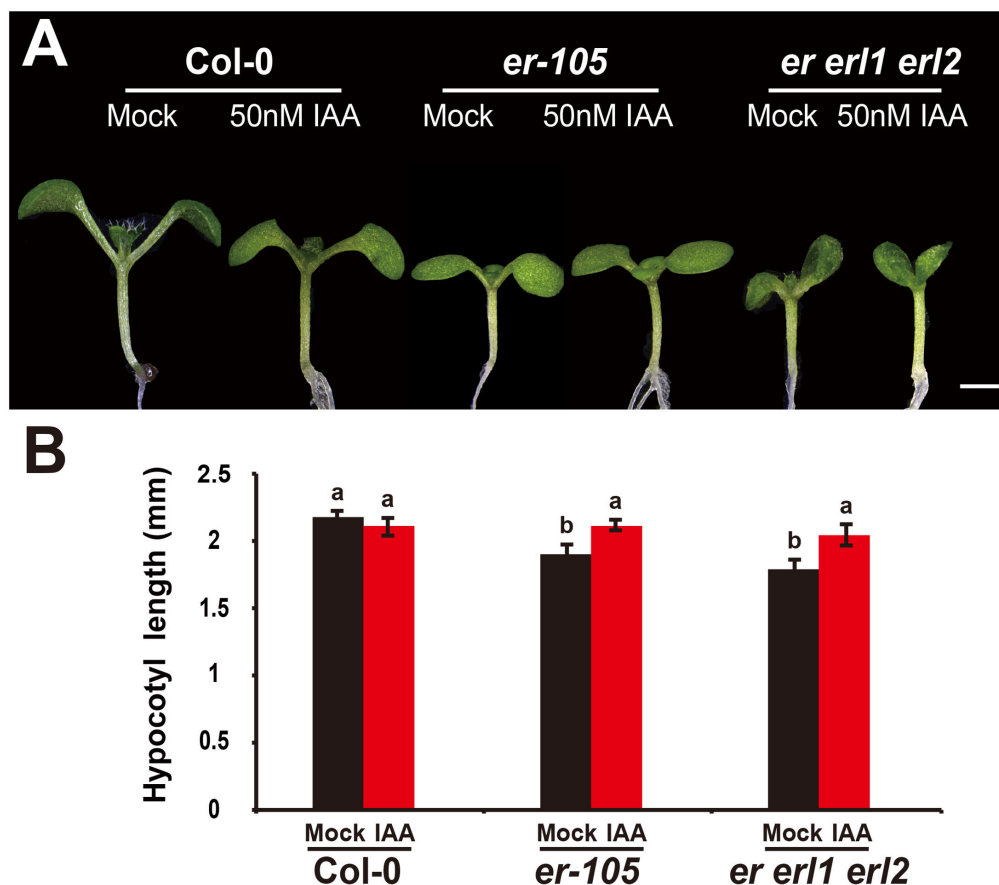 A
Col-0 er-105 er erl1 erl2
Mock 50nM IAA Mock 50nM IAA Mock 50nM IAA
B
Hypocotyl length (mm)
2.5
2
1.5
1
0.5
0
a a b a b a
Mock IAA Mock IAA Mock IAA
Col-0 er-105 er erl1 erl2